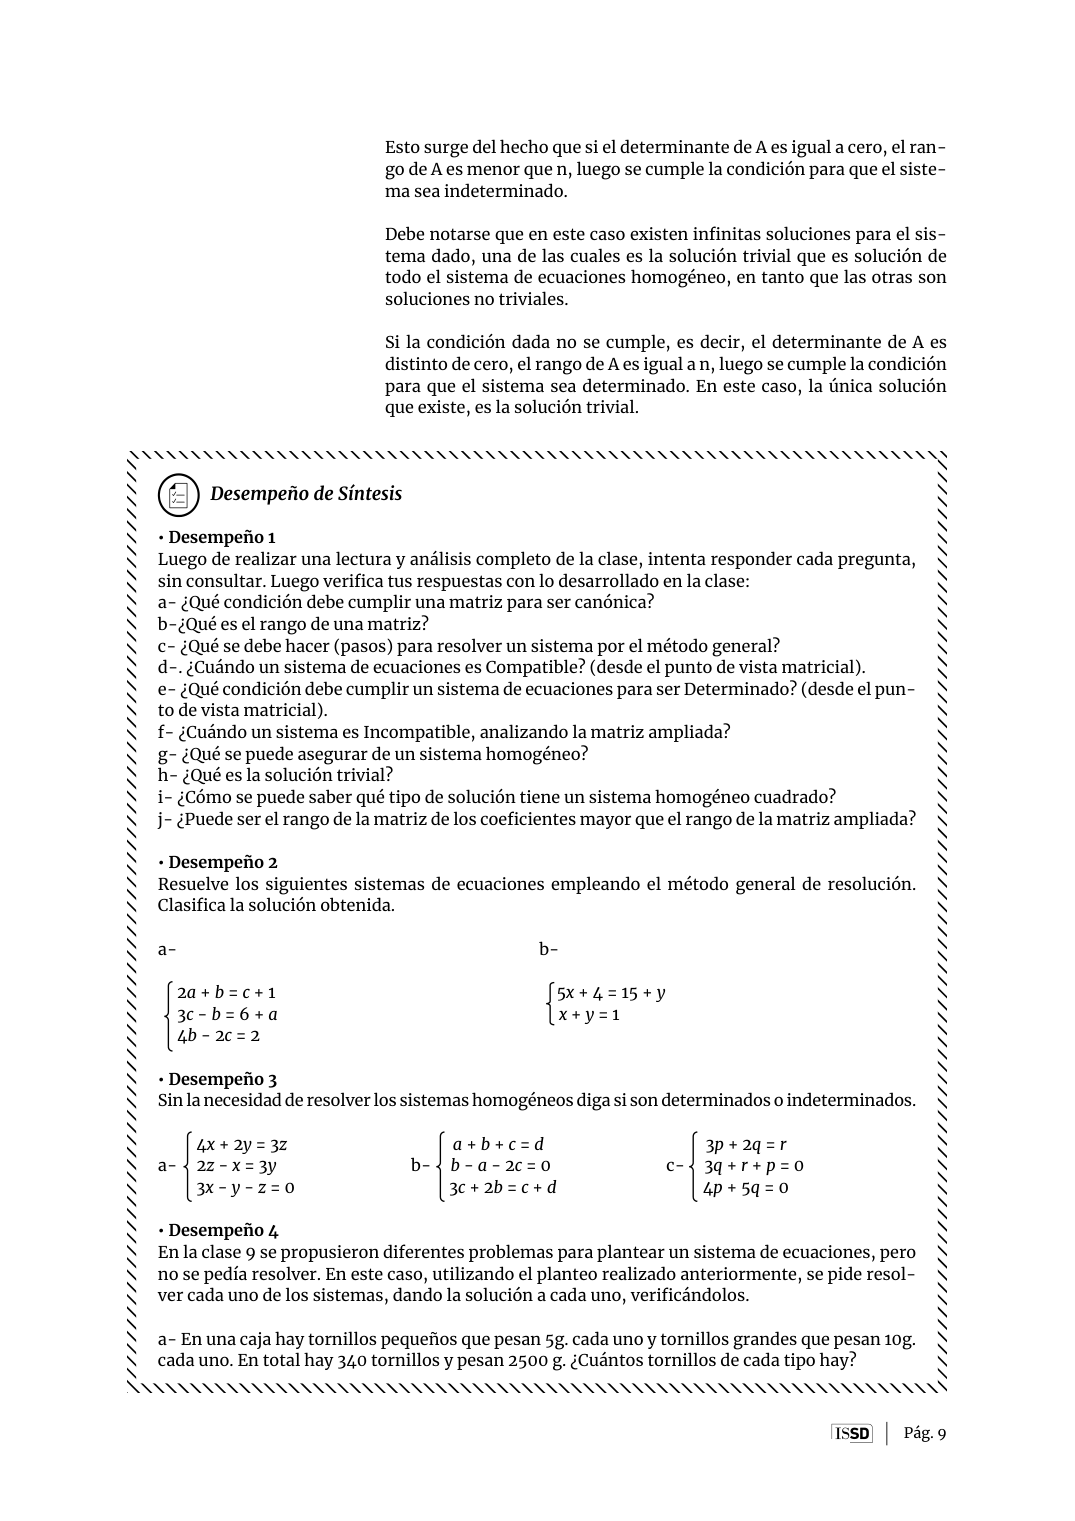 Esto surge del hecho que si el determinante de A es igual a cero, el ran-
go de A es menor que n, luego se cumple la condición para que el siste-
ma sea indeterminado.
Debe notarse que en este caso existen infinitas soluciones para el sis-
tema dado, una de las cuales es la solución trivial que es solución de
todo el sistema de ecuaciones homogéneo, en tanto que las otras son
soluciones no triviales.
Si la condición dada no se cumple, es decir, el determinante de A es
distinto de cero, el rango de A es igual a n, luego se cumple la condición
para que el sistema sea determinado. En este caso, la única solución
que existe, es la solución trivial.
Desempeño de Síntesis
• Desempeño 1
Luego de realizar una lectura y análisis completo de la clase, intenta responder cada pregunta,
sin consultar. Luego verifica tus respuestas con lo desarrollado en la clase:
a- ¿Qué condición debe cumplir una matriz para ser canónica?
b-¿Qué es el rango de una matriz?
c- ¿Qué se debe hacer (pasos) para resolver un sistema por el método general?
d-. ¿Cuándo un sistema de ecuaciones es Compatible? (desde el punto de vista matricial).
e- ¿Qué condición debe cumplir un sistema de ecuaciones para ser Determinado? (desde el pun-
to de vista matricial).
f- ¿Cuándo un sistema es Incompatible, analizando la matriz ampliada?
g- ¿Qué se puede asegurar de un sistema homogéneo?
h- ¿Qué es la solución trivial?
i- ¿Cómo se puede saber qué tipo de solución tiene un sistema homogéneo cuadrado?
j- ¿Puede ser el rango de la matriz de los coeficientes mayor que el rango de la matriz ampliada?
• Desempeño 2
Resuelve los siguientes sistemas de ecuaciones empleando el método general de resolución.
Clasifica la solución obtenida.
a-
2a + b = c + 1
3c - b = 6 + a
4b - 2c = 2
b-
5x + 4 = 15 + y
x + y = 1
• Desempeño 3
Sin la necesidad de resolver los sistemas homogéneos diga si son determinados o indeterminados.
a-
4x + 2y = 3z
2z - x = 3y
3x - y - z = 0
b-
a + b + c = d
b - a - 2c = 0
3c + 2b = c + d
c-
3p + 2q = r
3q + r + p = 0
4p + 5q = 0
• Desempeño 4
En la clase 9 se propusieron diferentes problemas para plantear un sistema de ecuaciones, pero
no se pedía resolver. En este caso, utilizando el planteo realizado anteriormente, se pide resol-
ver cada uno de los sistemas, dando la solución a cada uno, verificándolos.
a- En una caja hay tornillos pequeños que pesan 5g. cada uno y tornillos grandes que pesan 10g.
cada uno. En total hay 340 tornillos y pesan 2500 g. ¿Cuántos tornillos de cada tipo hay?
ISSD
Pág. 9